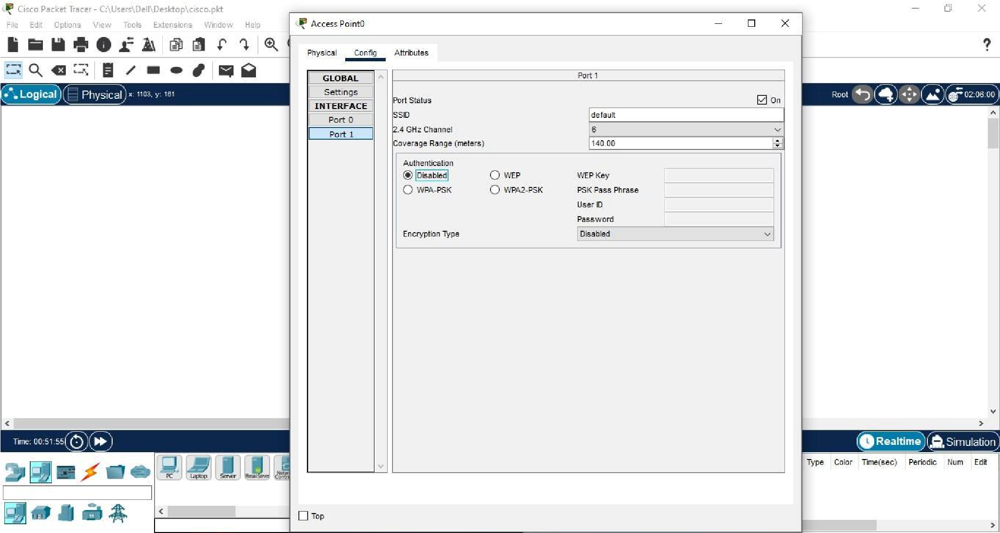 Cisco Packet Tracer - C:\Users\Dell\Desktop\cisco.pkt
File Edit Options View Tools Extensions Window Help
Logical Physical x: 1103, y: 161
Root 02:06:00
Access Point0
Physical Config Attributes
GLOBAL
Settings
INTERFACE
Port 0
Port 1
Port 1
Port Status On
SSID default
2.4 GHz Channel 6
Coverage Range (meters) 140.00
Authentication
Disabled WEP WEP Key
WPA-PSK WPA2-PSK PSK Pass Phrase
User ID
Password
Encryption Type Disabled
Top
Time: 00:51:55
Realtime Simulation
PC Laptop Server MerakiServer
Type Color Time(sec) Periodic Num Edit